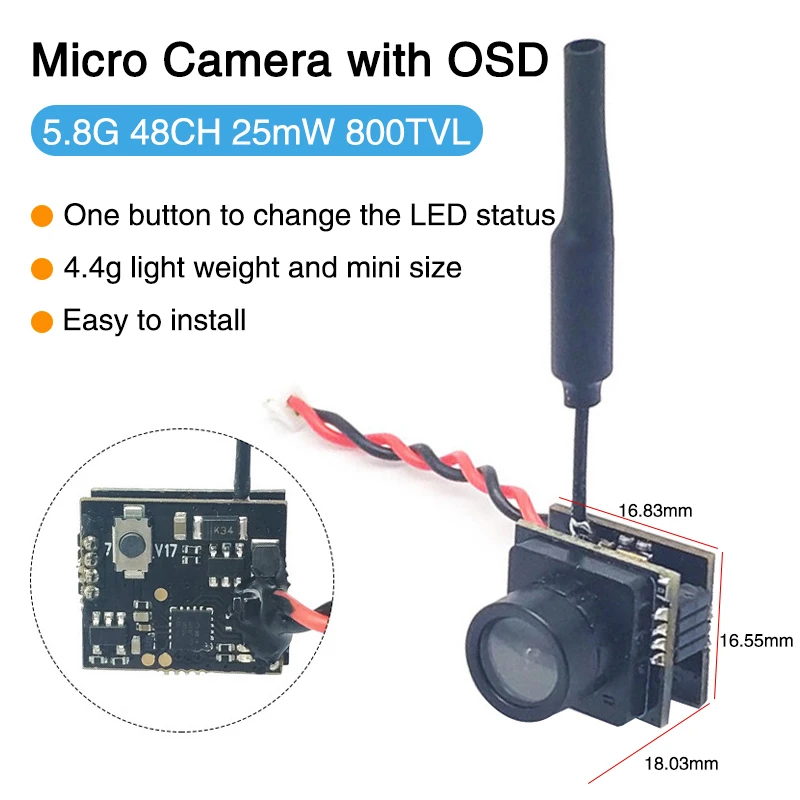 Micro Camera with OSD
5.8G 48CH 25mW 800TVL
One button to change the LED status
4.4g light weight and mini size
Easy to install
16.83mm
K34
V17
16.55mm
18.03mm